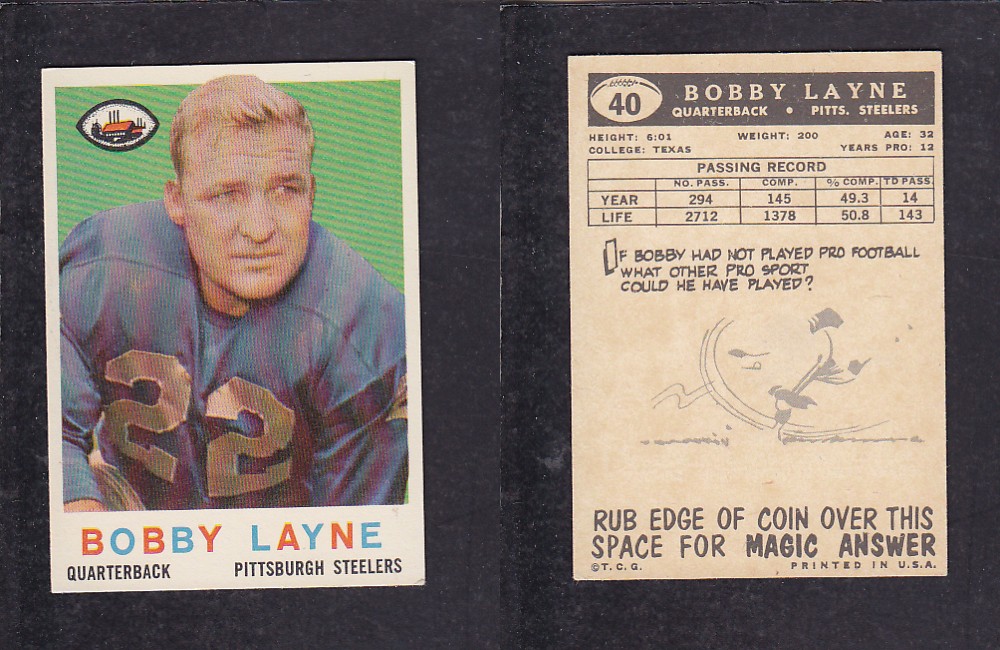 22
BOBBY LAYNE
QUARTERBACK PITTSBURGH STEELERS
40 BOBBY LAYNE
QUARTERBACK • PITTS. STEELERS
HEIGHT: 6:01 WEIGHT: 200 AGE: 32
COLLEGE: TEXAS YEARS PRO: 12
PASSING RECORD
NO. PASS. COMP. % COMP. TD PASS.
YEAR 294 145 49.3 14
LIFE 2712 1378 50.8 143
IF BOBBY HAD NOT PLAYED PRO FOOTBALL
WHAT OTHER PRO SPORT
COULD HE HAVE PLAYED?
RUB EDGE OF COIN OVER THIS
SPACE FOR MAGIC ANSWER
©T.C.G. PRINTED IN U.S.A.